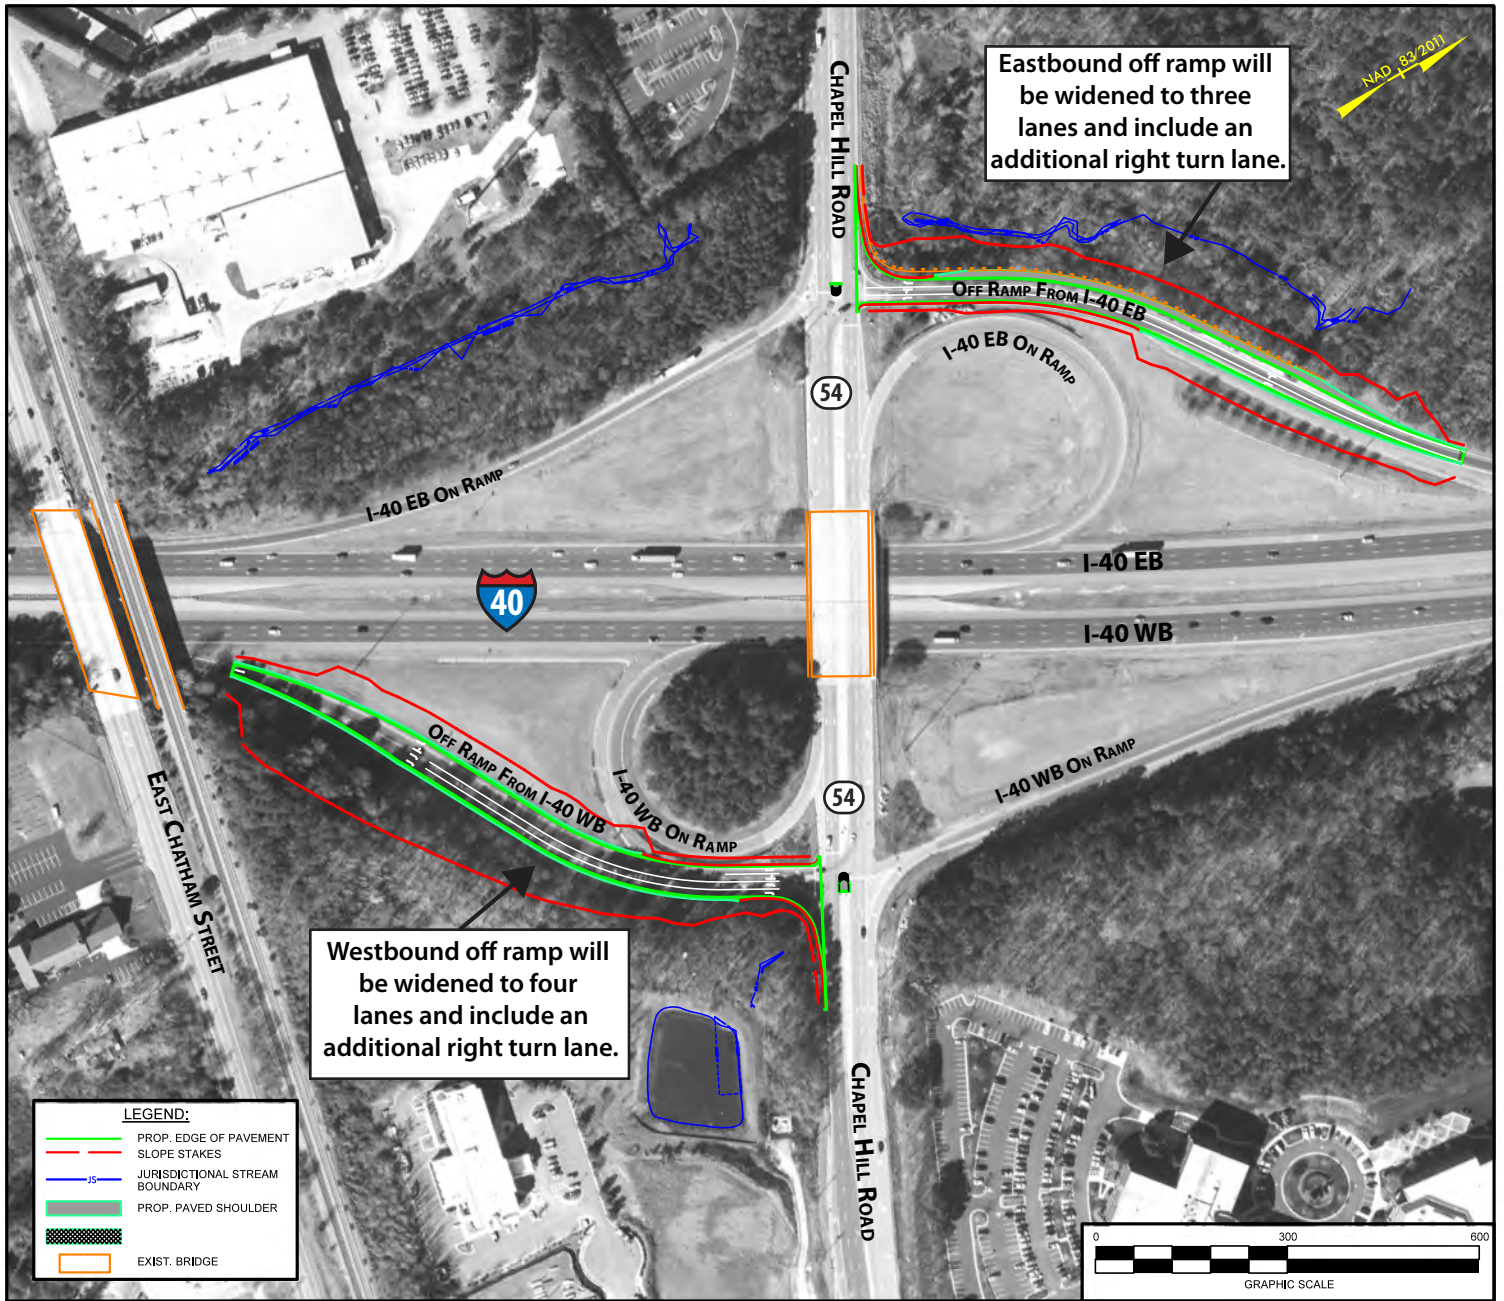 NAD 83/2011
Eastbound off ramp will
be widened to three
lanes and include an
additional right turn lane.
CHAPEL HILL ROAD
OFF RAMP FROM I-40 EB
I-40 EB ON RAMP
54
I-40 EB ON RAMP
I-40 EB
40
I-40 WB
OFF RAMP FROM I-40 WB
I-40 WB ON RAMP
I-40 WB ON RAMP
54
EAST CHATHAM STREET
Westbound off ramp will
be widened to four
lanes and include an
additional right turn lane.
CHAPEL HILL ROAD
LEGEND:
PROP. EDGE OF PAVEMENT
SLOPE STAKES
JS
JURISDICTIONAL STREAM
BOUNDARY
PROP. PAVED SHOULDER
EXIST. BRIDGE
0 300 600
GRAPHIC SCALE